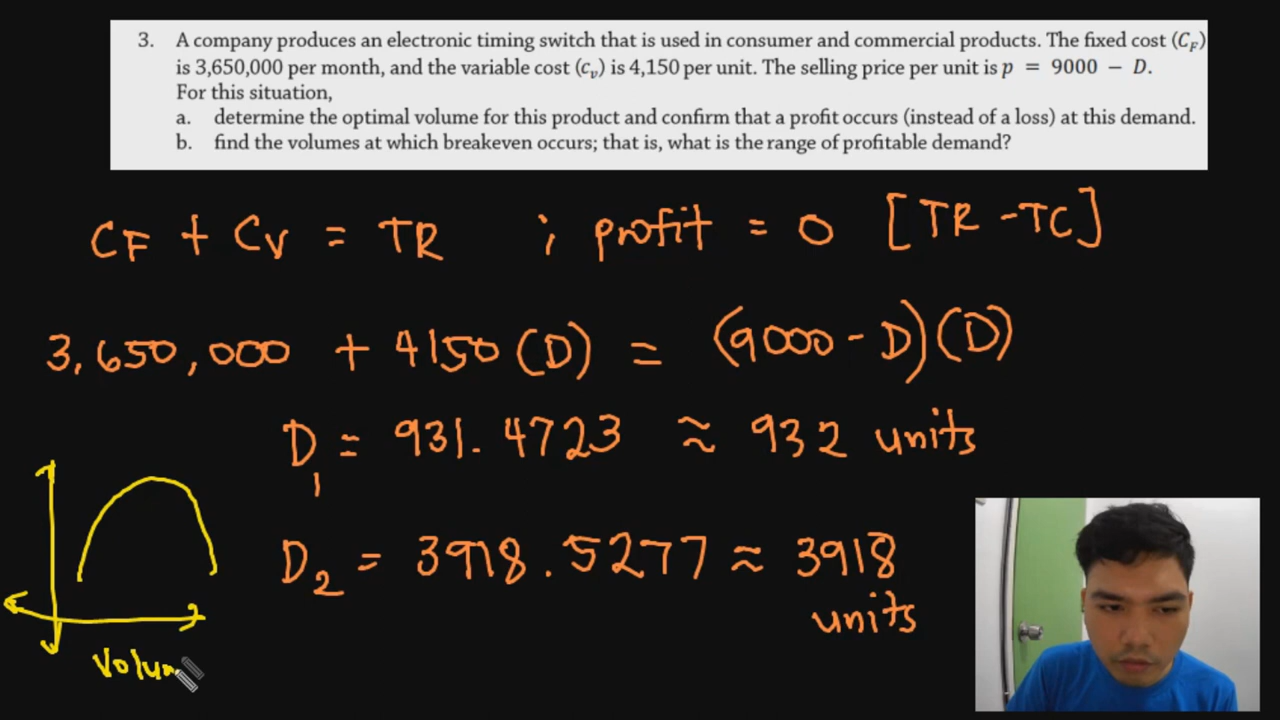 3. A company produces an electronic timing switch that is used in consumer and commercial products. The fixed cost (C_F)
is 3,650,000 per month, and the variable cost (c_v) is 4,150 per unit. The selling price per unit is p = 9000 − D.
For this situation,
a. determine the optimal volume for this product and confirm that a profit occurs (instead of a loss) at this demand.
b. find the volumes at which breakeven occurs; that is, what is the range of profitable demand?
CF + CV = TR ; profit = 0 [TR - TC]
3,650,000 + 4150 (D) = (9000 - D)(D)
D1 = 931.4723 ≈ 932 units
D2 = 3918.5277 ≈ 3918
units
Volum